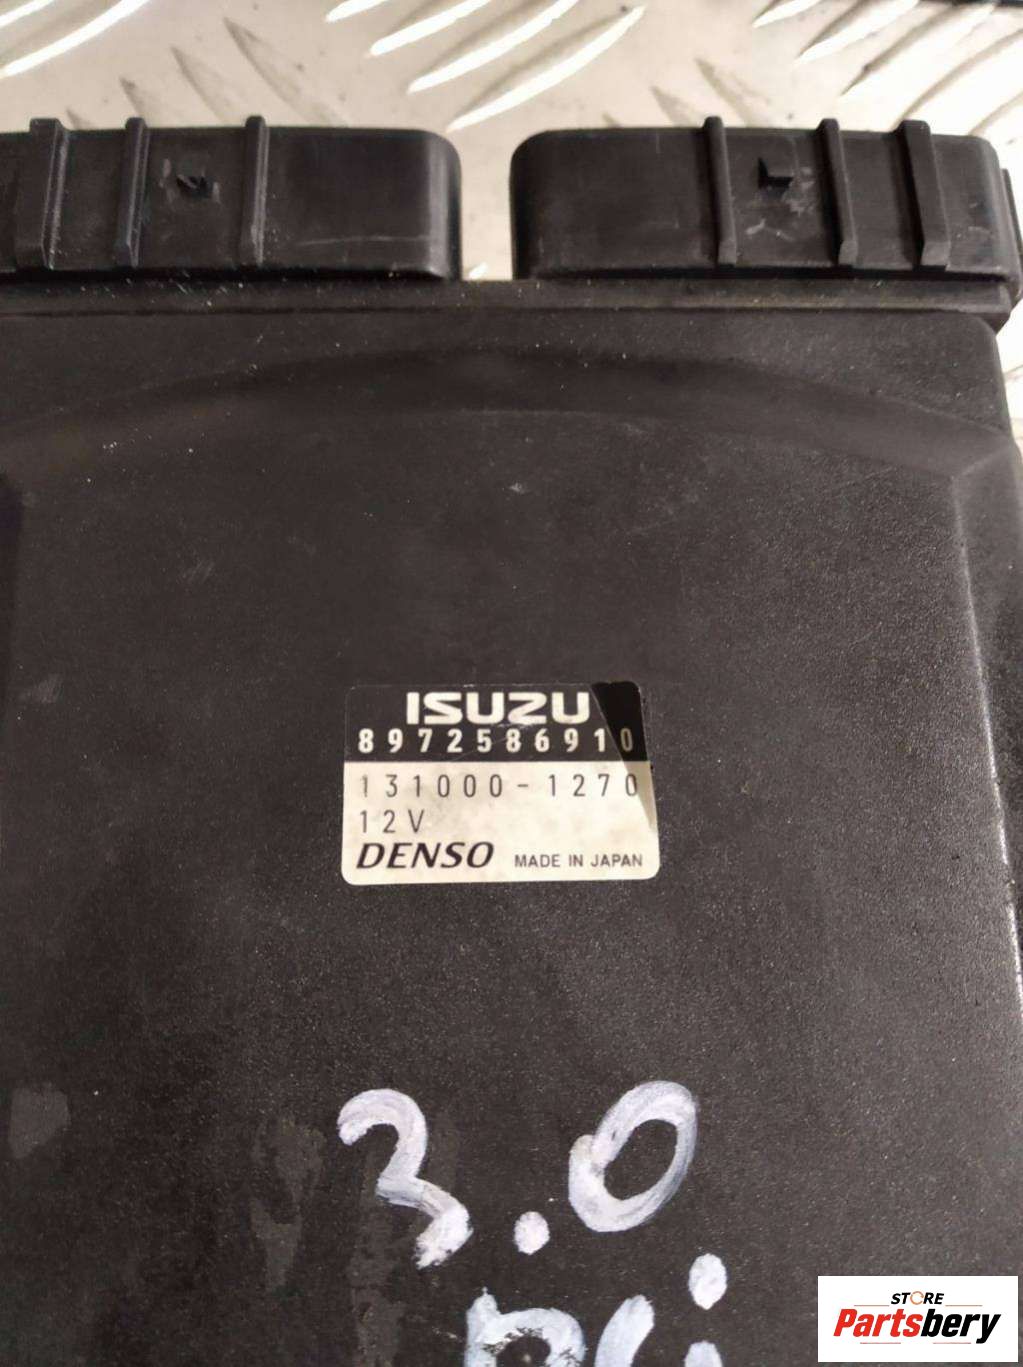 ISUZU
8972586910
131000-1270
12V
DENSO MADE IN JAPAN
3.0
STORE
Partsbery